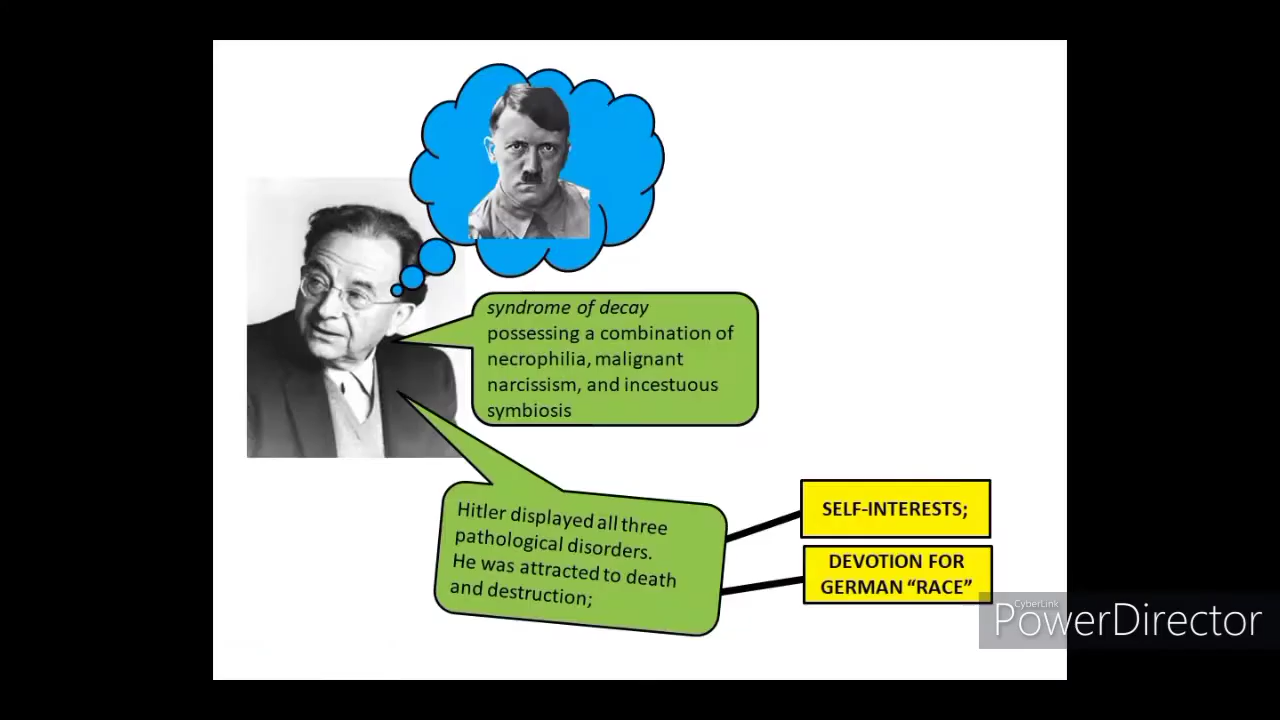 syndrome of decay
possessing a combination of
necrophilia, malignant
narcissism, and incestuous
symbiosis
Hitler displayed all three
pathological disorders.
He was attracted to death
and destruction;
SELF-INTERESTS;
DEVOTION FOR
GERMAN “RACE”
CyberLink
PowerDirector